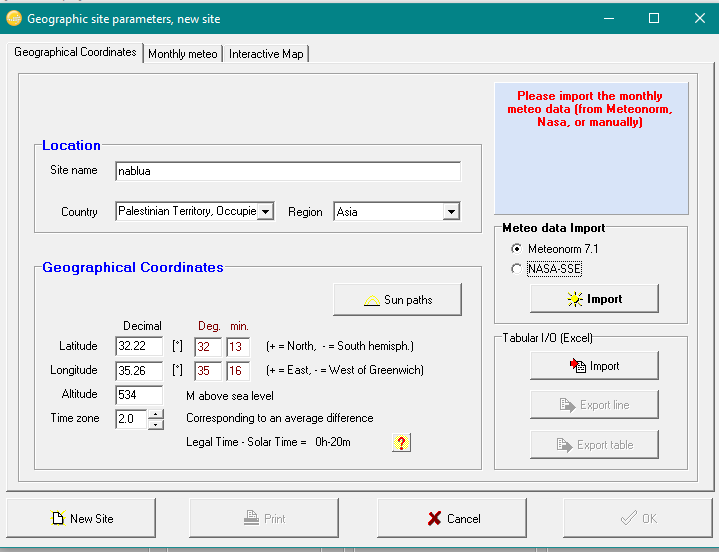 Geographic site parameters, new site
Geographical Coordinates
Monthly meteo
Interactive Map
Please import the monthly
meteo data (from Meteonorm,
Nasa, or manually)
Location
Site name nablua
Country Palestinian Territory, Occupie Region Asia
Meteo data Import
Meteonorm 7.1
NASA-SSE
Import
Geographical Coordinates
Sun paths
Decimal Deg. min.
Latitude 32.22 [°] 32 13 (+ = North, - = South hemisph.)
Longitude 35.26 [°] 35 16 (+ = East, - = West of Greenwich)
Altitude 534 M above sea level
Time zone 2.0 Corresponding to an average difference
Legal Time - Solar Time = 0h-20m ?
Tabular I/O (Excel)
Import
Export line
Export table
New Site
Print
Cancel
OK